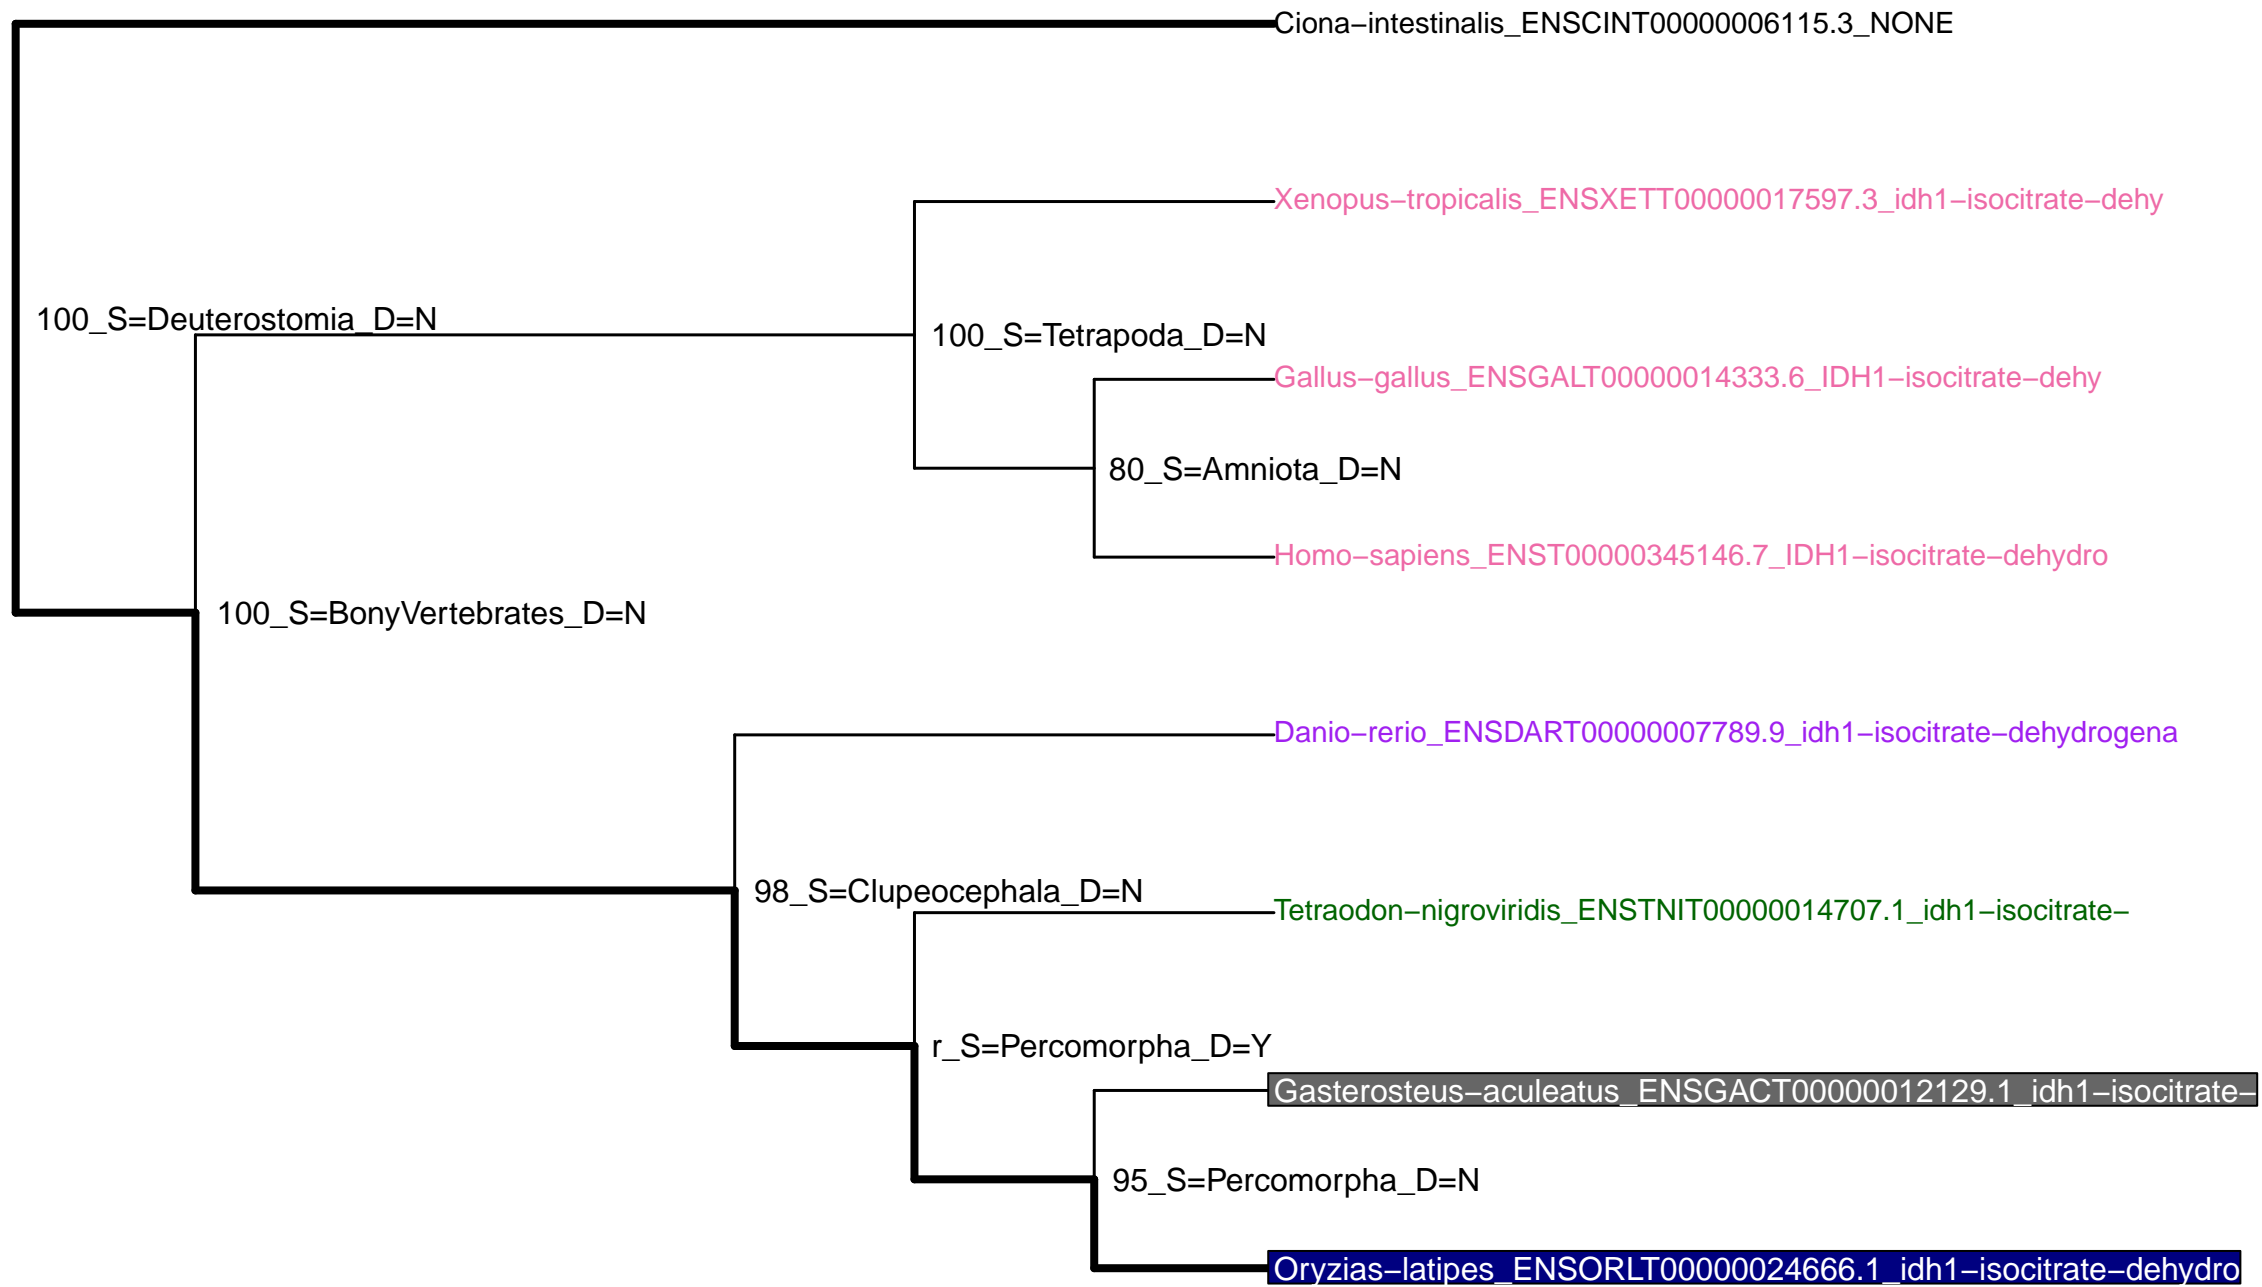 Ciona−intestinalis_ENSCINT00000006115.3_NONE
Xenopus−tropicalis_ENSXETT00000017597.3_idh1−isocitrate−dehy
100_S=Deuterostomia_D=N
100_S=Tetrapoda_D=N
Gallus−gallus_ENSGALT00000014333.6_IDH1−isocitrate−dehy
80_S=Amniota_D=N
Homo−sapiens_ENST00000345146.7_IDH1−isocitrate−dehydro
100_S=BonyVertebrates_D=N
Danio−rerio_ENSDART00000007789.9_idh1−isocitrate−dehydrogena
98_S=Clupeocephala_D=N
Tetraodon−nigroviridis_ENSTNIT00000014707.1_idh1−isocitrate−
r_S=Percomorpha_D=Y
Gasterosteus−aculeatus_ENSGACT00000012129.1_idh1−isocitrate−
95_S=Percomorpha_D=N
Oryzias−latipes_ENSORLT00000024666.1_idh1−isocitrate−dehydro